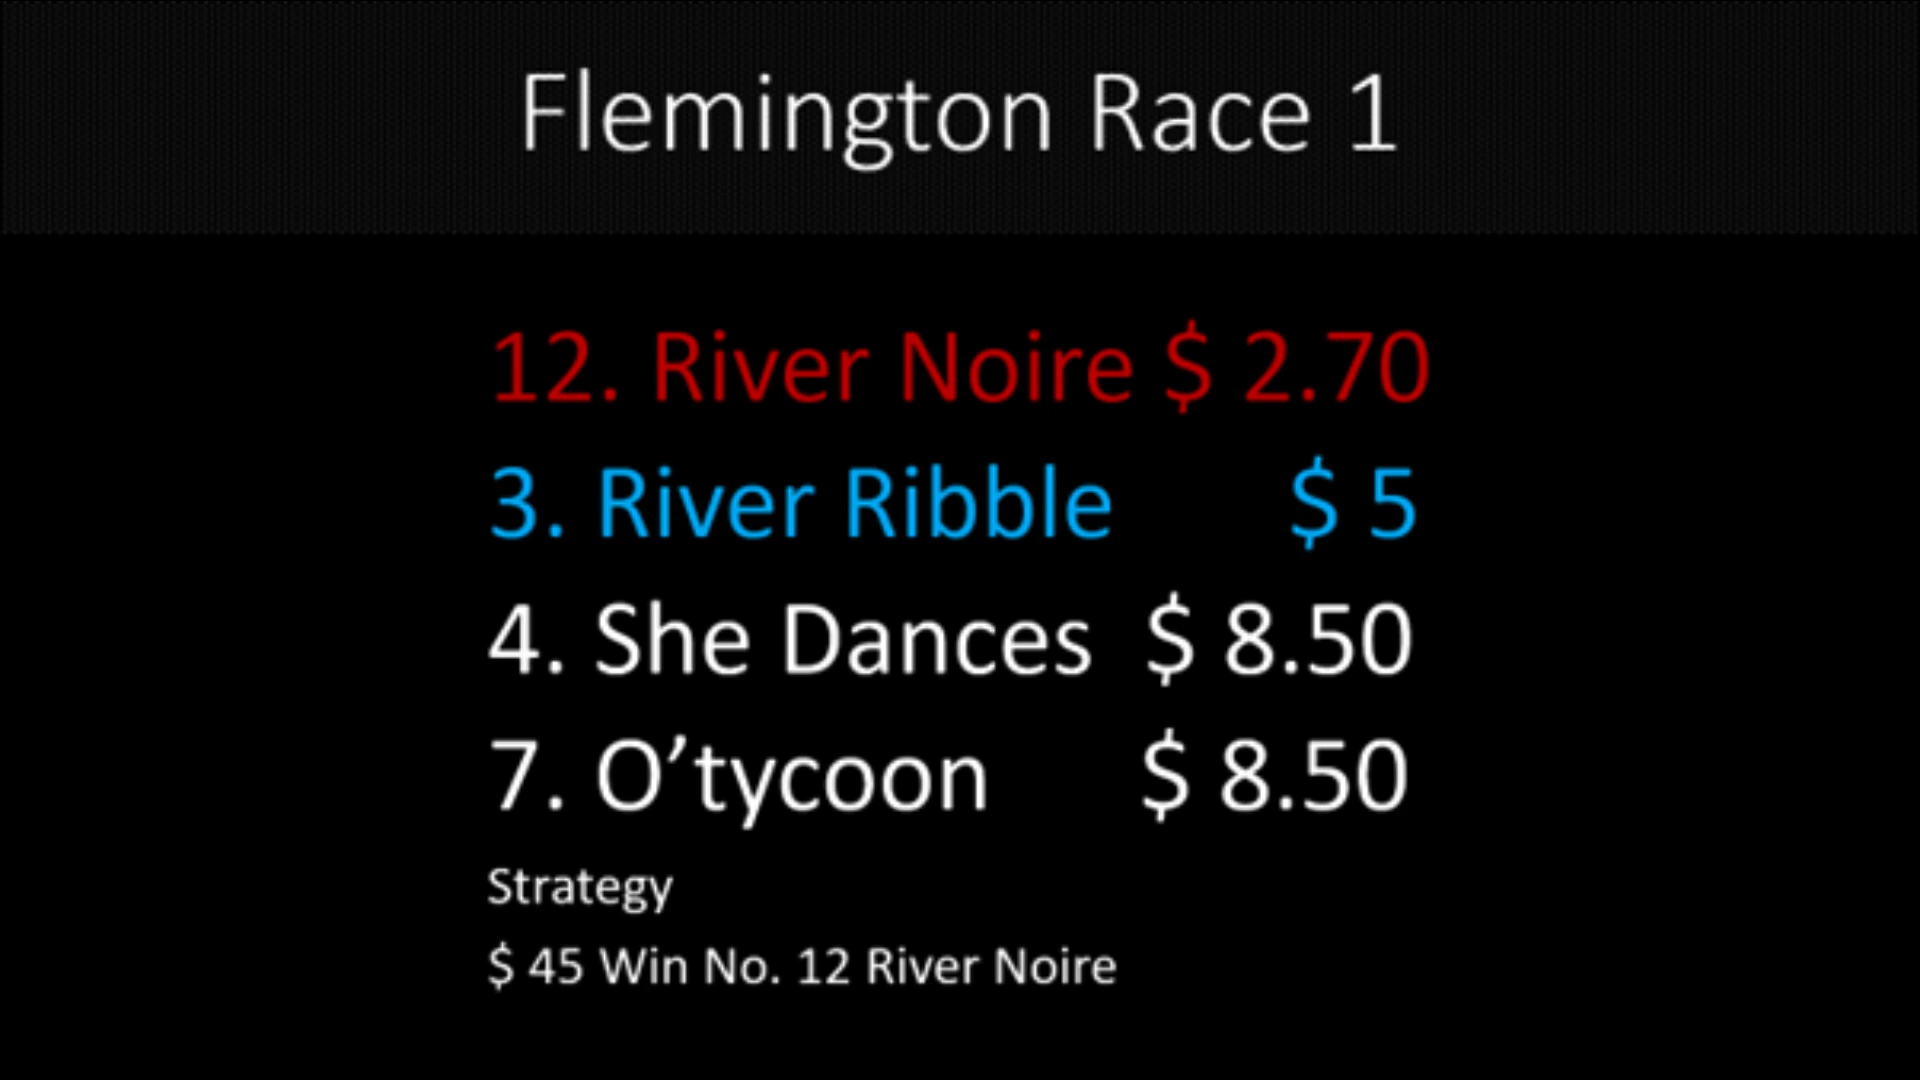 Flemington Race 1
12. River Noire $ 2.70
3. River Ribble $ 5
4. She Dances $ 8.50
7. O’tycoon $ 8.50
Strategy
$ 45 Win No. 12 River Noire